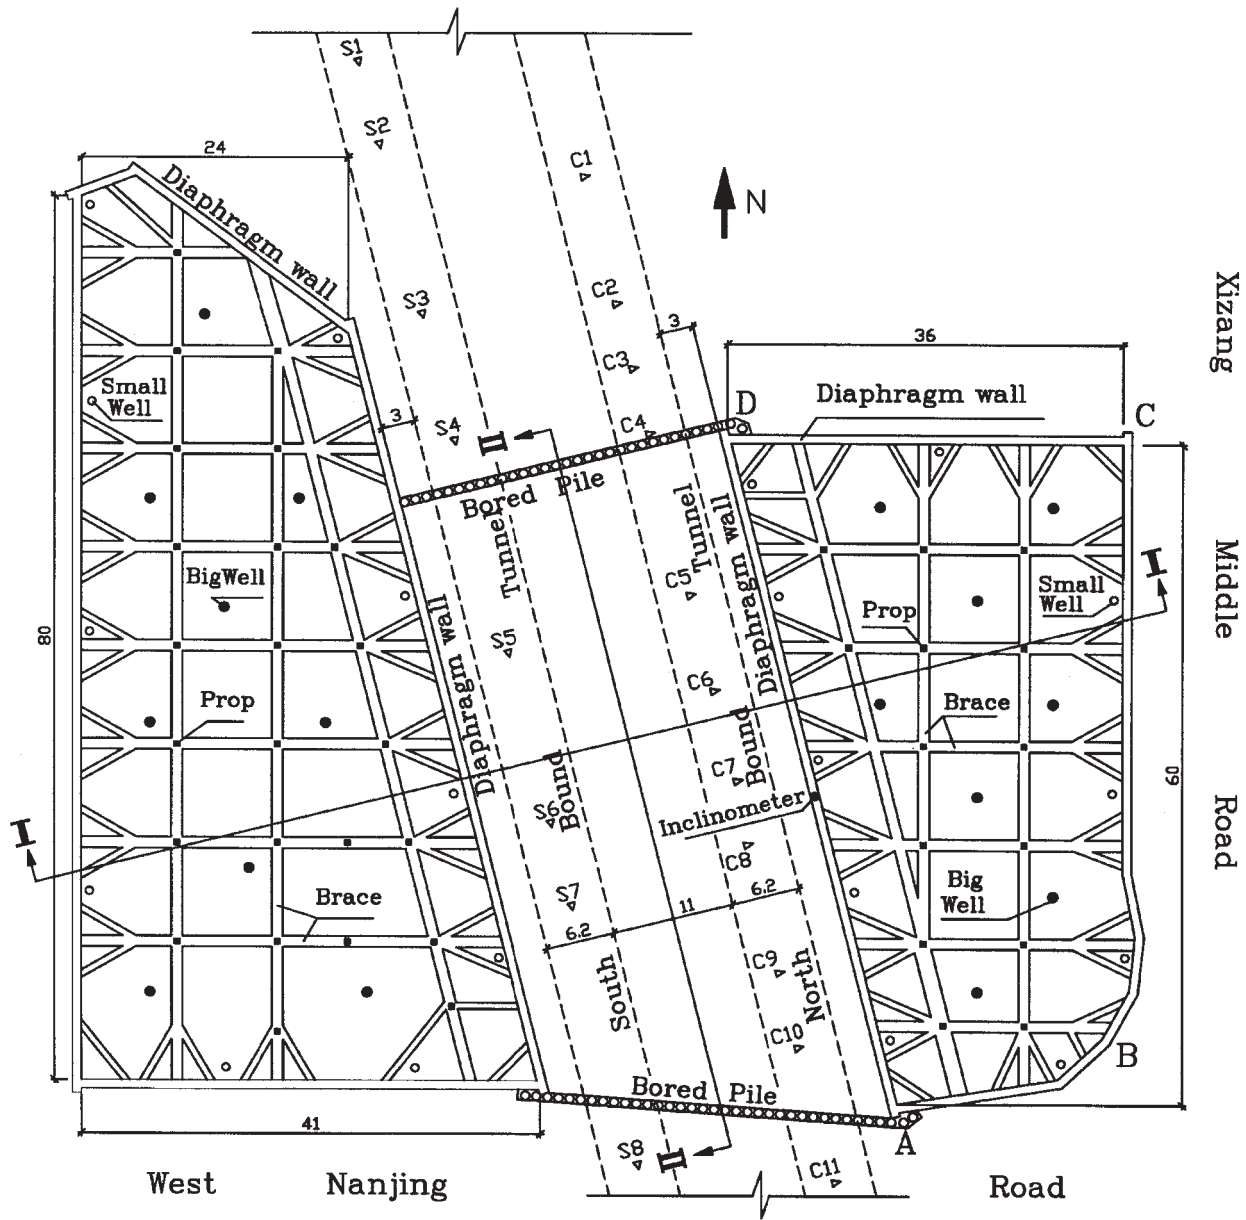 S1
S2
C1
24
Diaphragm wall
N
S3
C2
C3
3
36
Xizang
Small
Well
3
S4
II
C4
D
Diaphragm wall
C
Bored Pile
Tunnel
Tunnel
Diaphragm wall
BigWell
C5
I
Small
Well
Prop
Middle
80
Diaphragm wall
S5
C6
Prop
Brace
Bound
Bound
C7
60
S6
Inclinometer
I
C8
Road
Brace
S7
6.2
11
6.2
Big
Well
South
C9
North
C10
B
Bored Pile
41
S8
II
A
C11
West Nanjing Road